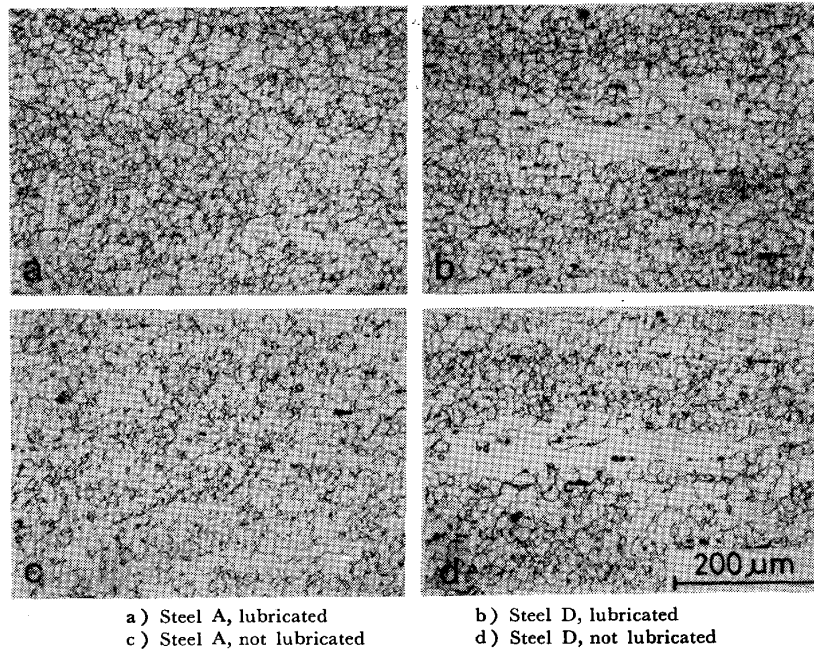 a
b
c
d
200 μm
a) Steel A, lubricated
b) Steel D, lubricated
c) Steel A, not lubricated
d) Steel D, not lubricated